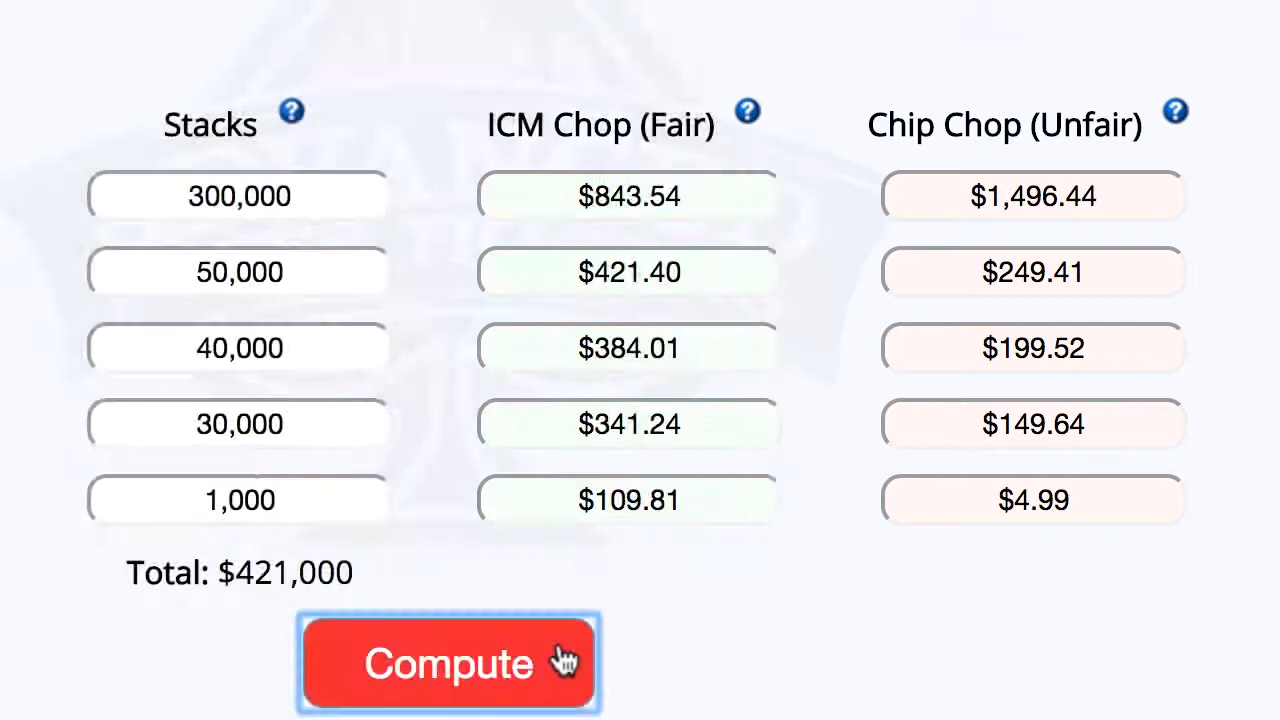 Stacks ? ICM Chop (Fair) ? Chip Chop (Unfair) ?
300,000 $843.54 $1,496.44
50,000 $421.40 $249.41
40,000 $384.01 $199.52
30,000 $341.24 $149.64
1,000 $109.81 $4.99
Total: $421,000
Compute